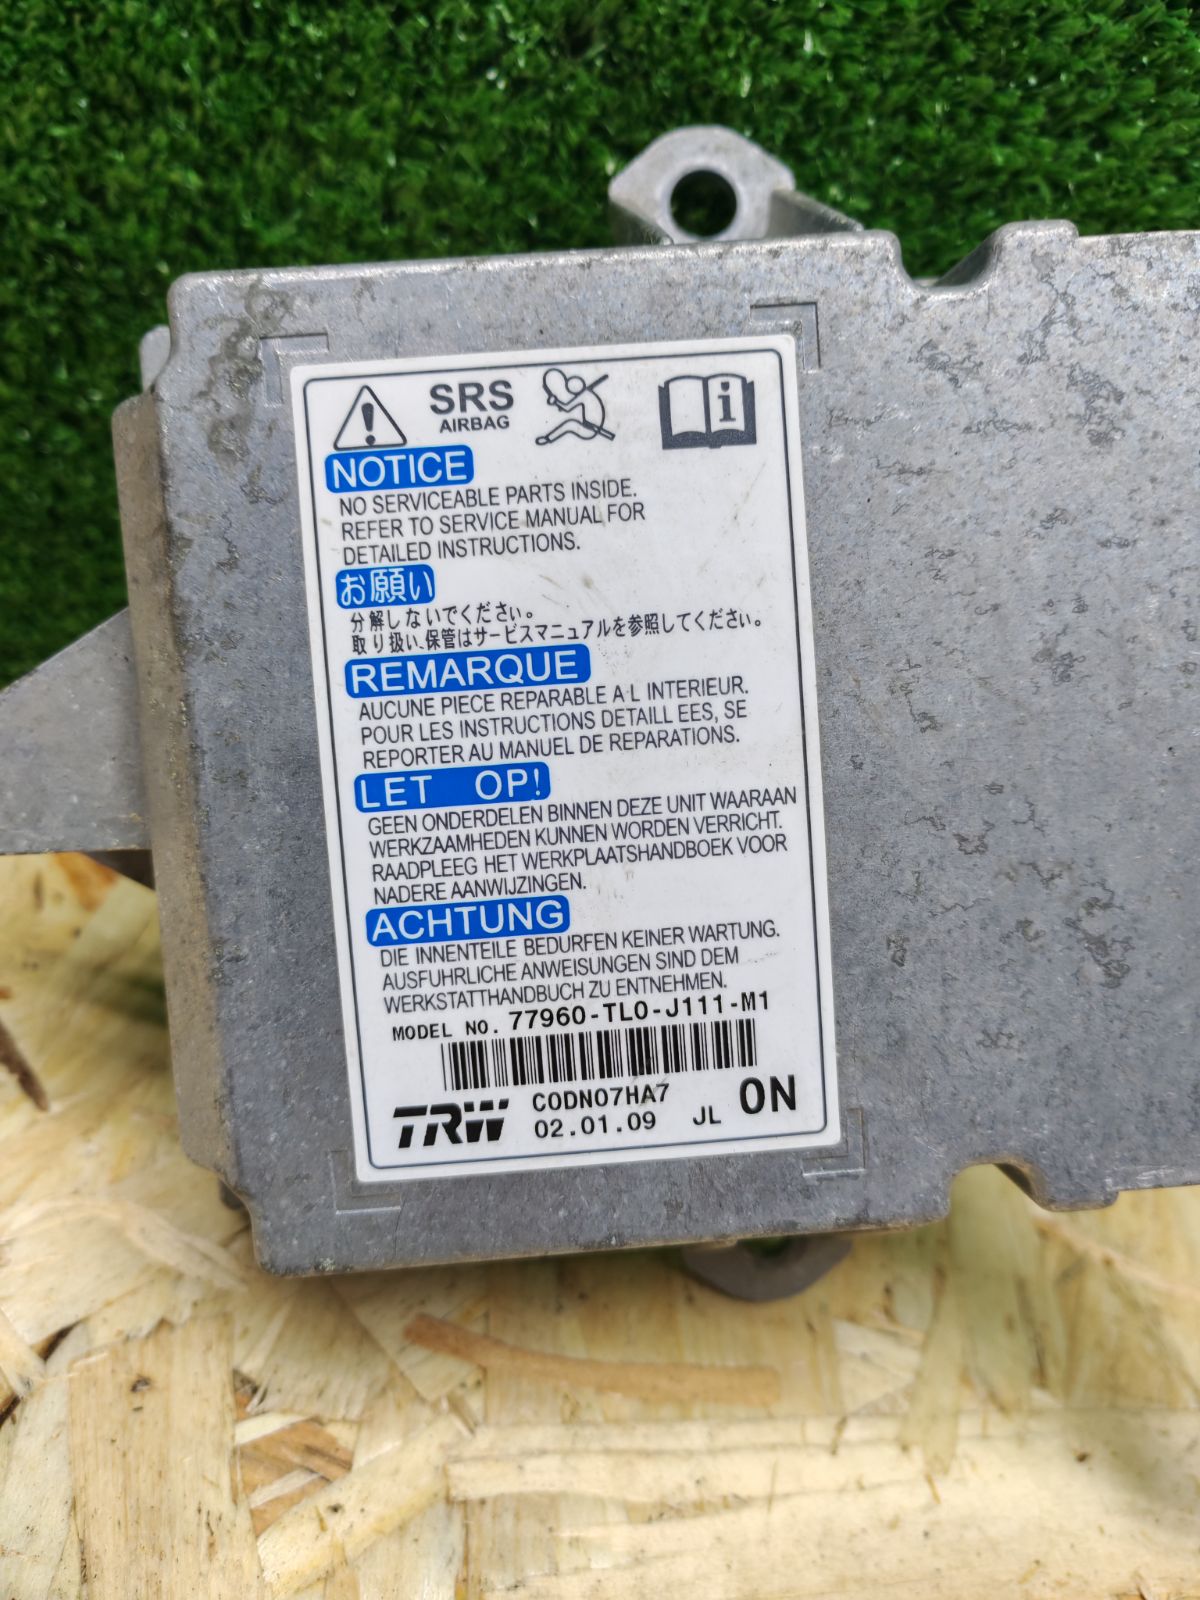 SRS
AIRBAG
i
NOTICE
NO SERVICEABLE PARTS INSIDE.
REFER TO SERVICE MANUAL FOR
DETAILED INSTRUCTIONS.
お願い
分解しないでください。
取り扱い、保管はサービスマニュアルを参照してください。
REMARQUE
AUCUNE PIECE REPARABLE A L INTERIEUR.
POUR LES INSTRUCTIONS DETAILL EES, SE
REPORTER AU MANUEL DE REPARATIONS.
LET OP!
GEEN ONDERDELEN BINNEN DEZE UNIT WAARAAN
WERKZAAMHEDEN KUNNEN WORDEN VERRICHT.
RAADPLEEG HET WERKPLAATSHANDBOEK VOOR
NADERE AANWIJZINGEN.
ACHTUNG
DIE INNENTEILE BEDURFEN KEINER WARTUNG.
AUSFUHRLICHE ANWEISUNGEN SIND DEM
WERKSTATTHANDBUCH ZU ENTNEHMEN.
MODEL NO. 77960-TL0-J111-M1
TRW C0DN07HA7
02.01.09 JL 0N